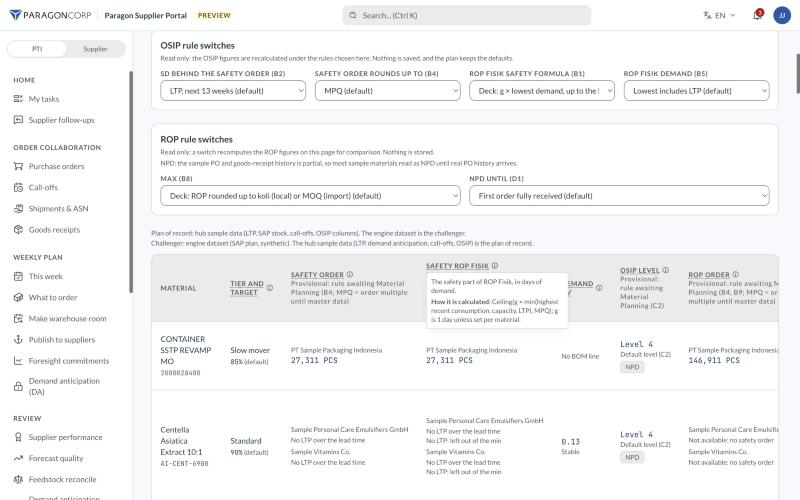 PARAGONCORP
Paragon Supplier Portal
PREVIEW
Search... (Ctrl K)
EN
3
JJ
PTI
Supplier
HOME
My tasks
Supplier follow-ups
ORDER COLLABORATION
Purchase orders
Call-offs
Shipments & ASN
Goods receipts
WEEKLY PLAN
This week
What to order
Make warehouse room
Publish to suppliers
Foresight commitments
Demand anticipation
(DA)
REVIEW
Supplier performance
Forecast quality
Feedstock reconcile
Demand anticipation
OSIP rule switches
Read only: the OSIP figures are recalculated under the rules chosen here. Nothing is saved, and the plan keeps the defaults.
SD BEHIND THE SAFETY ORDER (B2)
LTP, next 13 weeks (default)
SAFETY ORDER ROUNDS UP TO (B4)
MPQ (default)
ROP FISIK SAFETY FORMULA (B1)
Deck: g × lowest demand, up to the
ROP FISIK DEMAND (B5)
Lowest includes LTP (default)
ROP rule switches
Read only: a switch recomputes the ROP figures on this page for comparison. Nothing is stored.
NPD: the sample PO and goods-receipt history is partial, so most sample materials read as NPD until real PO history arrives.
MAX (B8)
Deck: ROP rounded up to koli (local) or MOQ (import) (default)
NPD UNTIL (D1)
First order fully received (default)
Plan of record: hub sample data (LTP, SAP stock, call-offs, OSIP columns). The engine dataset is the challenger.
Challenger: engine dataset (SAP plan, synthetic). The hub sample data (LTP, demand anticipation, call-offs, OSIP) is the plan of record.
MATERIAL
TIER AND
TARGET
SAFETY ORDER
Provisional: rule awaiting Material
Planning (B4; MPQ = order multiple
until master data)
SAFETY ROP FISIK
The safety part of ROP Fisik, in days of
demand.
How it is calculated: Ceiling(g × min(highest
recent consumption, capacity, LTP), MPQ); g
is 1 day unless set per material.
EMAND
OSIP LEVEL
Provisional:
rule awaiting
Material
Planning (C2)
ROP ORDER
Provisional: rule awaiting M
Planning (B4, B9; MPQ = or
multiple until master data)
CONTAINER
SSTP REVAMP
MO
2000028400
Slow mover
85% (default)
PT Sample Packaging Indonesia
27,311 PCS
PT Sample Packaging Indonesia
27,311 PCS
No BOM line
Level 4
Default level (C2)
NPD
PT Sample Packaging Indonesia
146,911 PCS
Centella
Asiatica
Extract 10:1
AI-CENT-6900
Standard
90% (default)
Sample Personal Care Emulsifiers GmbH
No LTP over the lead time
Sample Vitamins Co.
No LTP over the lead time
Sample Personal Care Emulsifiers GmbH
No LTP over the lead time
No LTP: left out of the min
Sample Vitamins Co.
No LTP over the lead time
No LTP: left out of the min
0.13
Stable
Level 4
Default level (C2)
NPD
Sample Personal Care Emulsifie
Not available: no safety order
Sample Vitamins Co.
Not available: no safety order